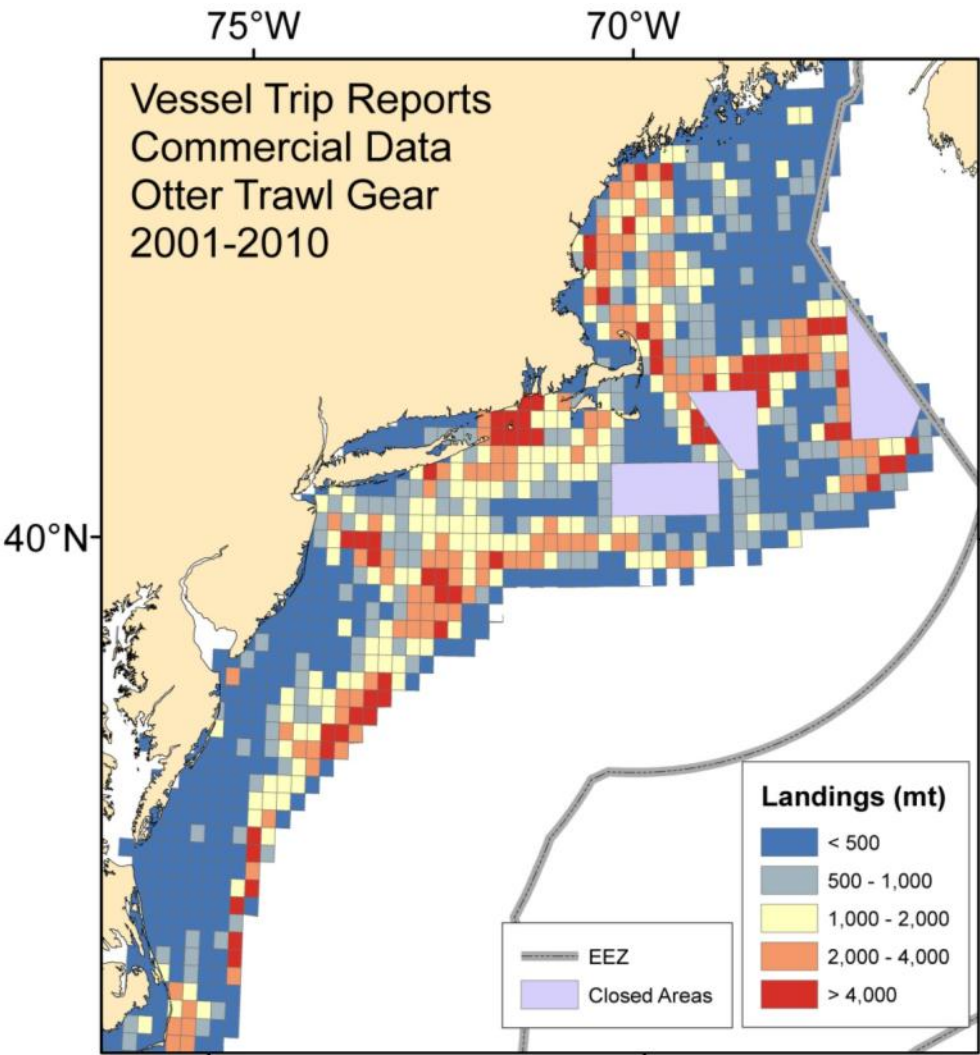 75°W
70°W
Vessel Trip Reports
Commercial Data
Otter Trawl Gear
2001-2010
40°N
Landings (mt)
< 500
500 - 1,000
1,000 - 2,000
2,000 - 4,000
> 4,000
EEZ
Closed Areas